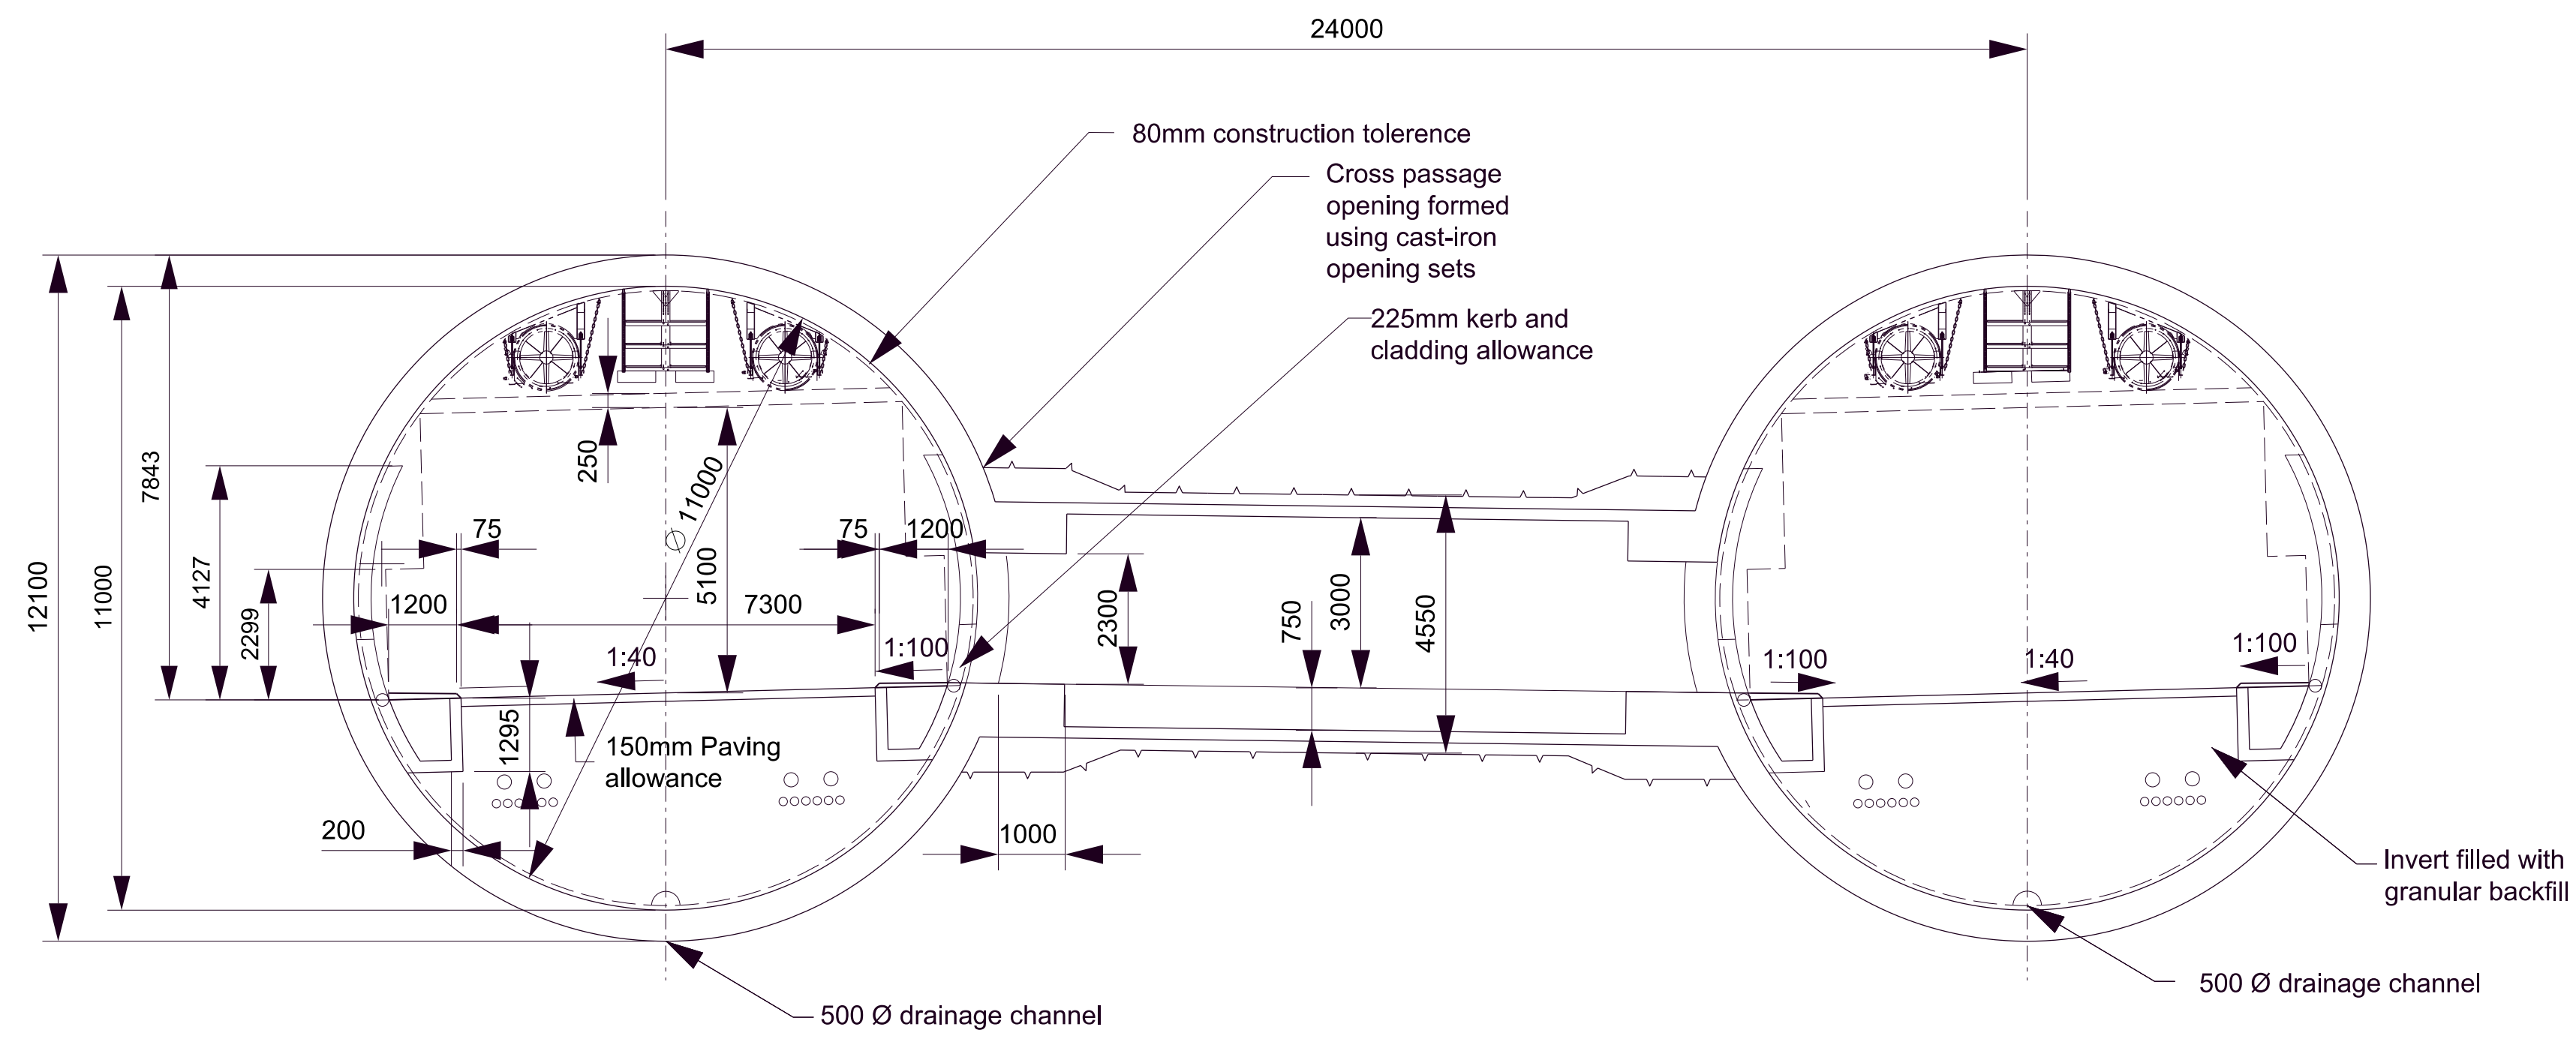 24000
80mm construction tolerence
Cross passage
opening formed
using cast-iron
opening sets
225mm kerb and
cladding allowance
12100
11000
7843
4127
2299
250
11000
5100
75
1200
75
1200
7300
1:40
1:100
1295
150mm Paving
allowance
200
2300
750
3000
4550
1000
1:100
1:40
1:100
Invert filled with
granular backfill
500 Ø drainage channel
500 Ø drainage channel